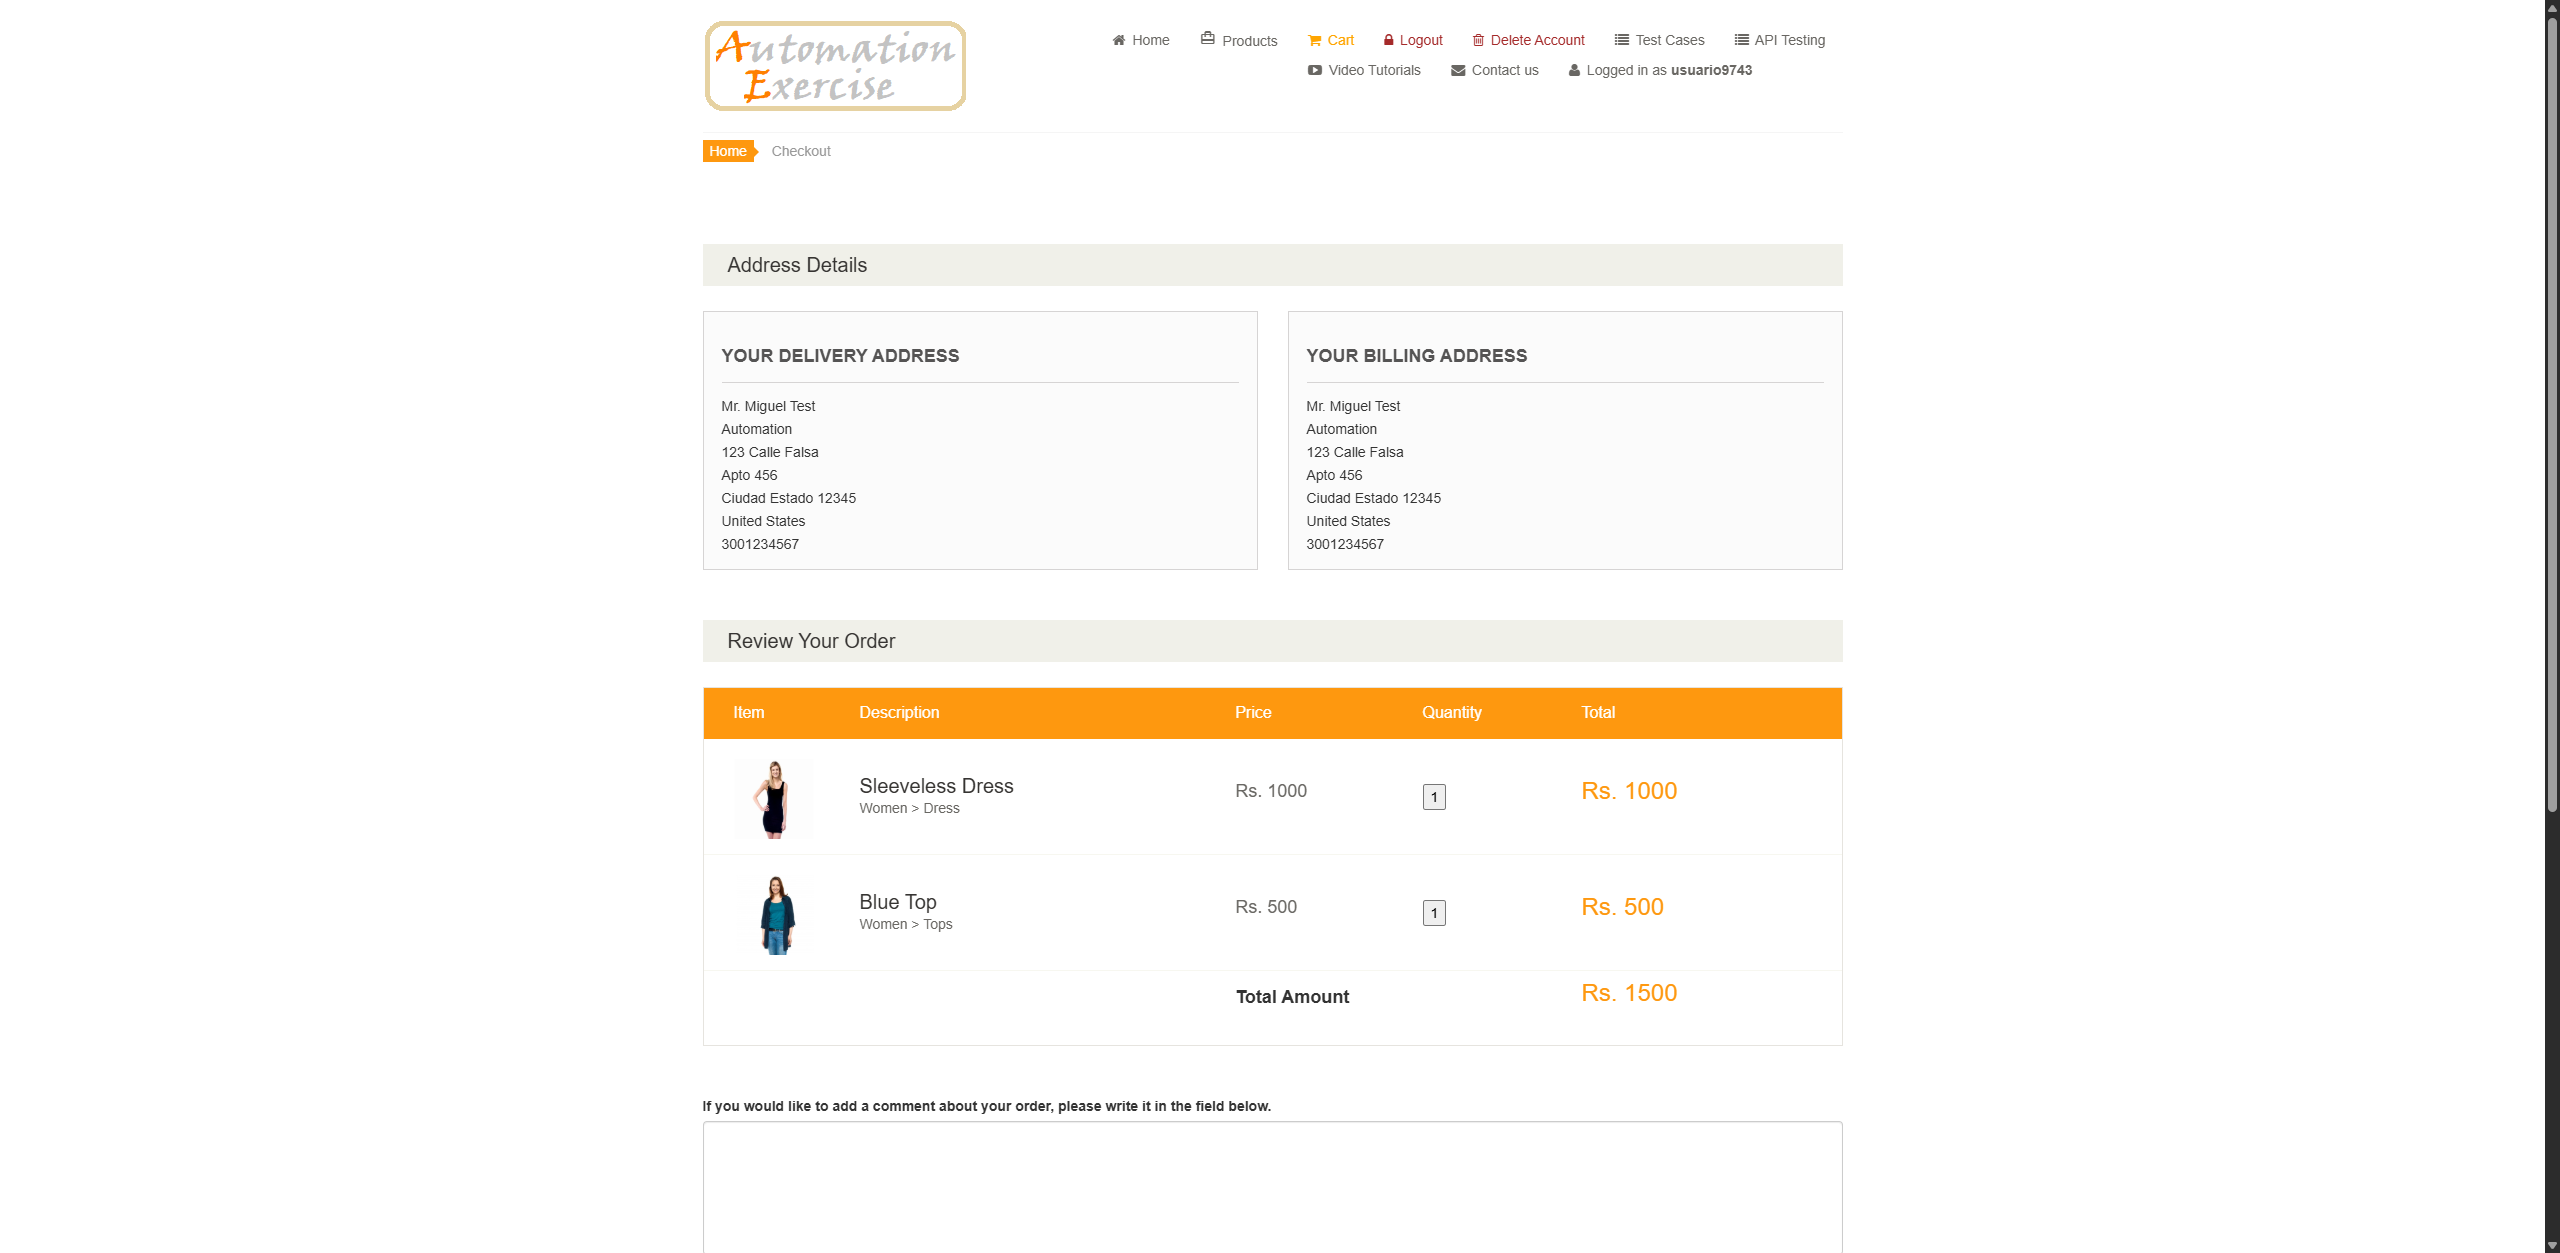 Automation
Exercise
Home
Products
Cart
Logout
Delete Account
Test Cases
API Testing
Video Tutorials
Contact us
Logged in as usuario9743
Home
Checkout
Address Details
YOUR DELIVERY ADDRESS
Mr. Miguel Test
Automation
123 Calle Falsa
Apto 456
Ciudad Estado 12345
United States
3001234567
YOUR BILLING ADDRESS
Mr. Miguel Test
Automation
123 Calle Falsa
Apto 456
Ciudad Estado 12345
United States
3001234567
Review Your Order
Item Description Price Quantity Total
Sleeveless Dress
Women > Dress
Rs. 1000
1
Rs. 1000
Blue Top
Women > Tops
Rs. 500
1
Rs. 500
Total Amount
Rs. 1500
If you would like to add a comment about your order, please write it in the field below.